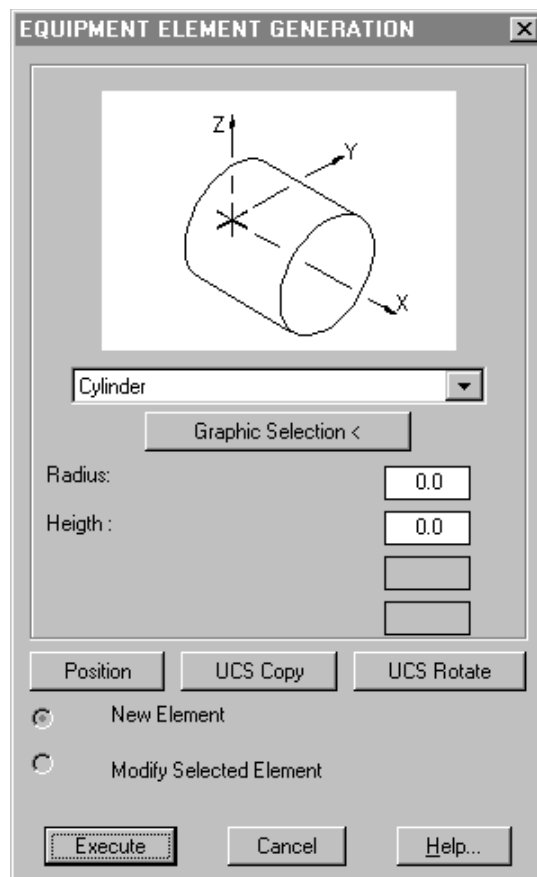 EQUIPMENT ELEMENT GENERATION
Z
Y
X
Cylinder
Graphic Selection <
Radius: 0.0
Heigth : 0.0
Position UCS Copy UCS Rotate
New Element
Modify Selected Element
Execute Cancel Help...